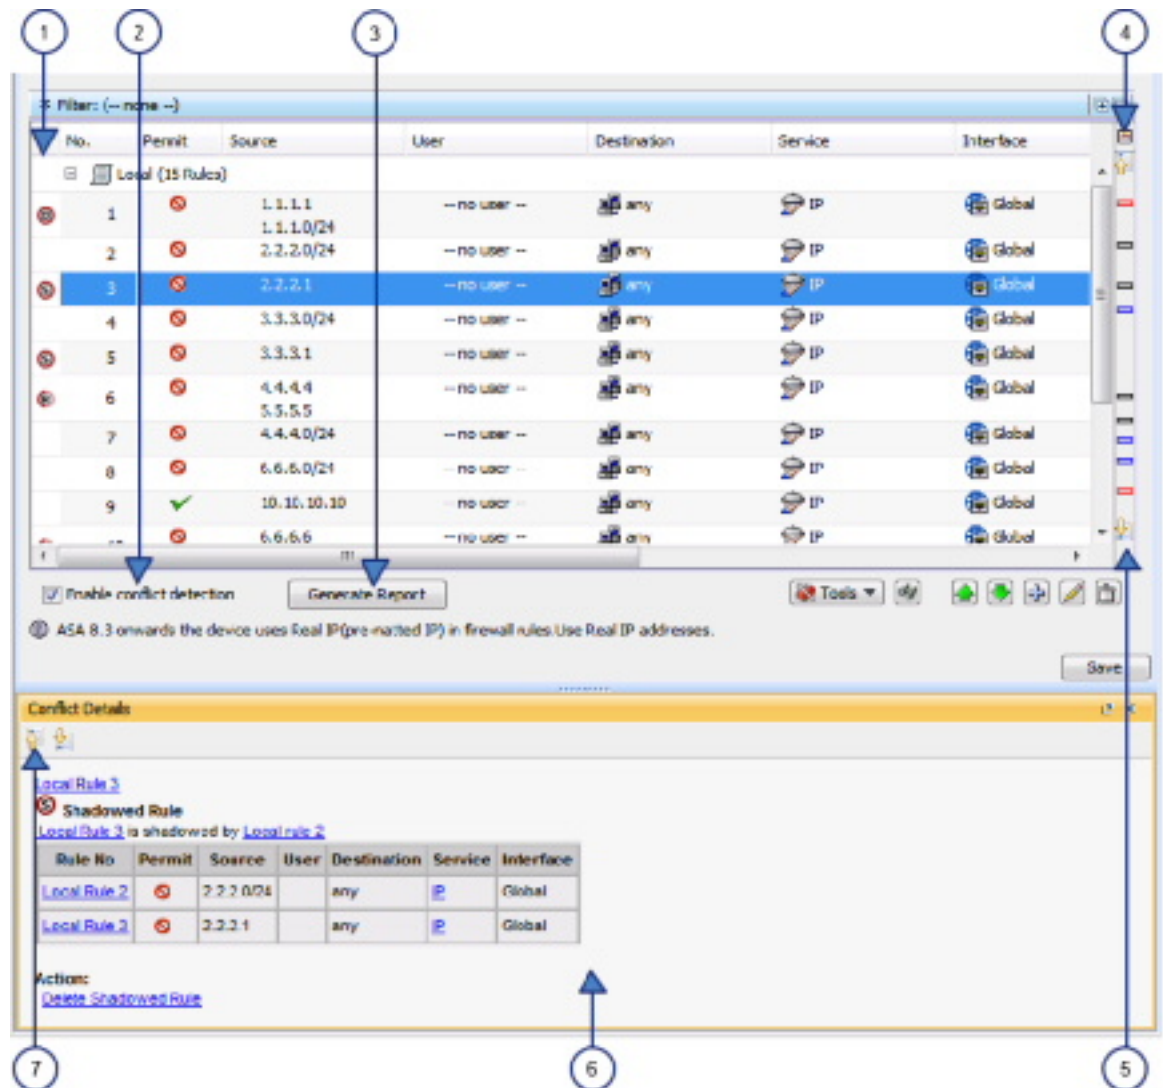 1 2 3 4
Filter: (-- none --)
No. Permit Source User Destination Service Interface
Local (15 Rules)
1 1.1.1.1 -- no user -- any IP Global
1.1.1.0/24
2 2.2.2.0/24 -- no user -- any IP Global
3 2.2.2.1 -- no user -- any IP Global
4 3.3.3.0/24 -- no user -- any IP Global
5 3.3.3.1 -- no user -- any IP Global
6 4.4.4.4 -- no user -- any IP Global
5.5.5.5
7 4.4.4.0/24 -- no user -- any IP Global
8 6.6.6.0/24 -- no user -- any IP Global
9 10.10.10.10 -- no user -- any IP Global
6.6.6.6 -- no user -- any IP Global
Enable conflict detection Generate Report Tools
ASA 8.3 onwards the device uses Real IP(pre-natted IP) in firewall rules.Use Real IP addresses.
Save
Conflict Details
Local Rule 3
Shadowed Rule
Local Rule 3 is shadowed by Local rule 2
Rule No Permit Source User Destination Service Interface
Local Rule 2 2.2.2.0/24 any IP Global
Local Rule 3 2.2.2.1 any IP Global
Action:
Delete Shadowed Rule
7 6 5